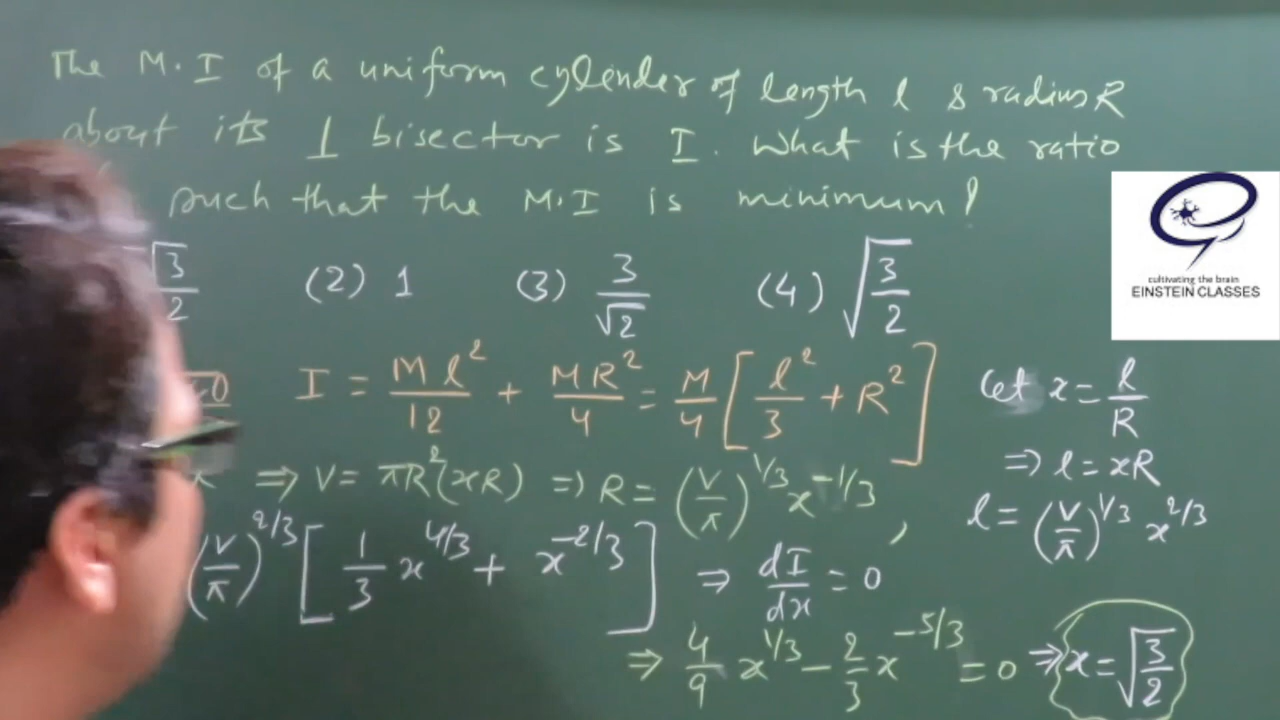 The M.I of a uniform cylender of length l & radius R
about its ⊥ bisector is I. What is the ratio
such that the M.I is minimum?
√3/2 (2) 1 (3) 3/√2 (4) √(3/2)
I = Ml²/12 + MR²/4 = M/4 [l²/3 + R²]
Let x = l/R
⇒ V = πR²(xR) ⇒ R = (V/π)^1/3 x^-1/3,
⇒ l = xR
l = (V/π)^1/3 x^2/3
(V/π)^2/3 [1/3 x^4/3 + x^-2/3] ⇒ dI/dx = 0
⇒ 4/9 x^1/3 - 2/3 x^-5/3 = 0 ⇒ x = √(3/2)
cultivating the brain
EINSTEIN CLASSES